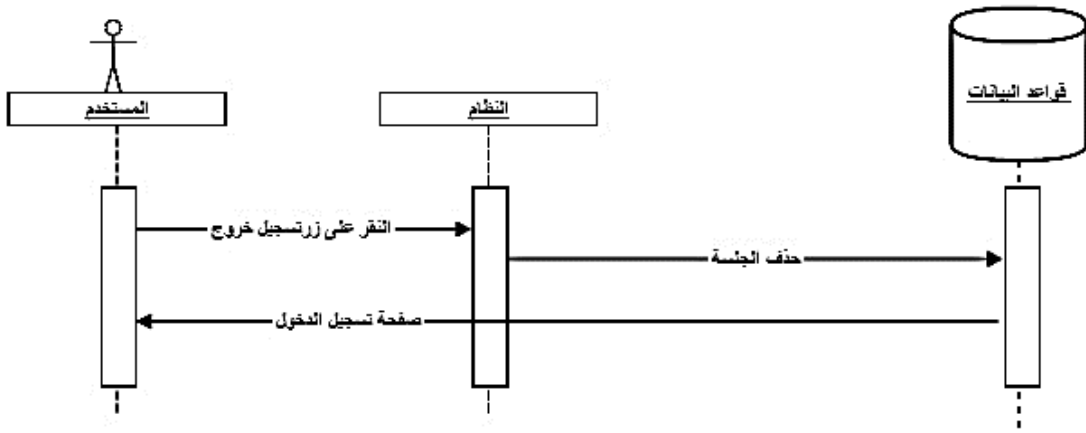 المستخدم
النظام
قواعد البيانات
النقر على زرتسجيل خروج
حذف الجلسة
صفحة تسجيل الدخول